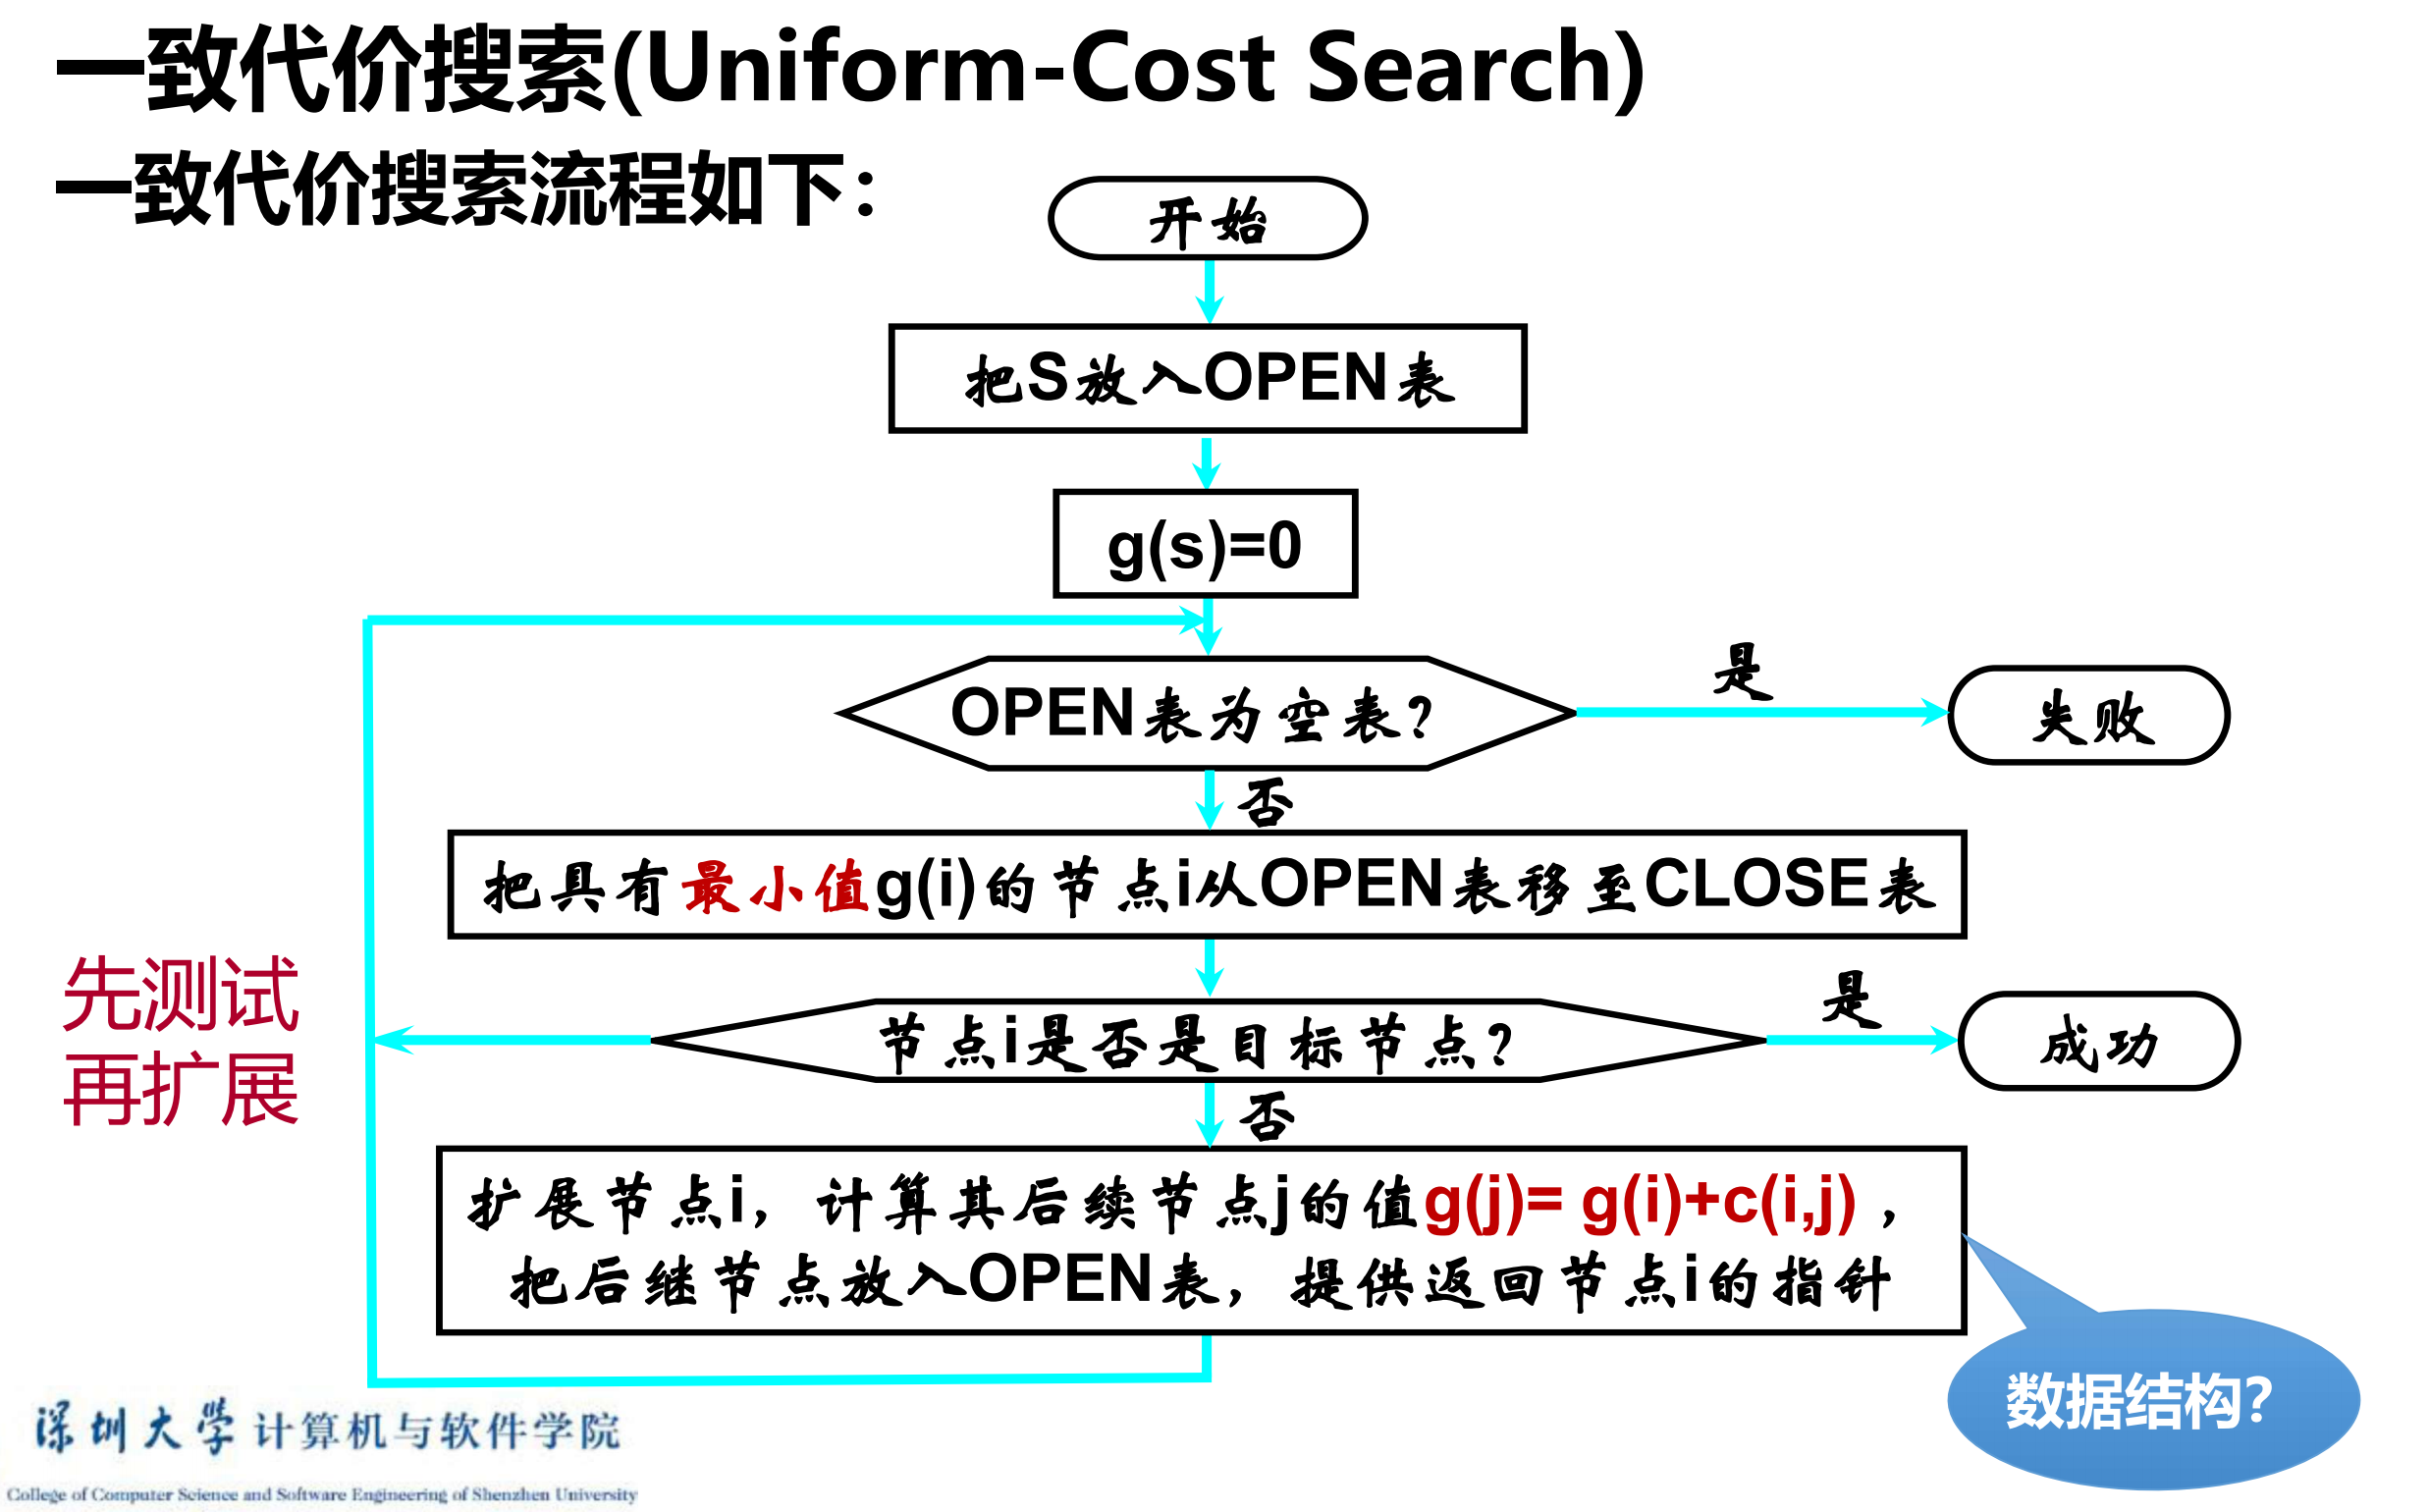 一致代价搜索(Uniform-Cost Search)
一致代价搜索流程如下：
开始
把S放入OPEN表
g(s)=0
OPEN表为空表?
是
失败
否
把具有最小值g(i)的节点i从OPEN表移至CLOSE表
先测试
再扩展
节点i是否是目标节点?
是
成功
否
扩展节点i，计算其后续节点j的值g(j)= g(i)+c(i,j)，
把后继节点放入OPEN表，提供返回节点i的指针
数据结构?
深圳大学 计算机与软件学院
College of Computer Science and Software Engineering of Shenzhen University